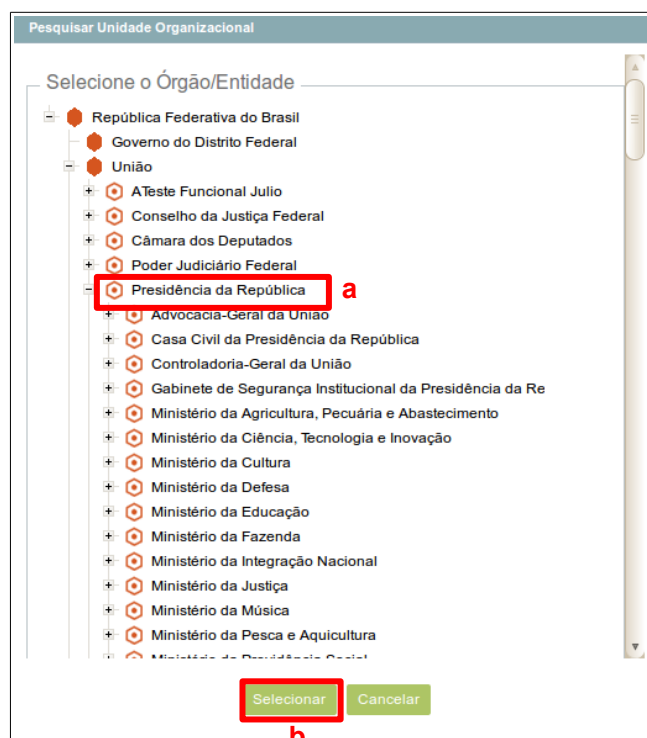 Pesquisar Unidade Organizacional
Selecione o Órgão/Entidade
República Federativa do Brasil
Governo do Distrito Federal
União
ATeste Funcional Julio
Conselho da Justiça Federal
Câmara dos Deputados
Poder Judiciário Federal
Presidência da República a
Advocacia-Geral da União
Casa Civil da Presidência da República
Controladoria-Geral da União
Gabinete de Segurança Institucional da Presidência da Re
Ministério da Agricultura, Pecuária e Abastecimento
Ministério da Ciência, Tecnologia e Inovação
Ministério da Cultura
Ministério da Defesa
Ministério da Educação
Ministério da Fazenda
Ministério da Integração Nacional
Ministério da Justiça
Ministério da Música
Ministério da Pesca e Aquicultura
Ministério da Previdência Social
Selecionar Cancelar
b